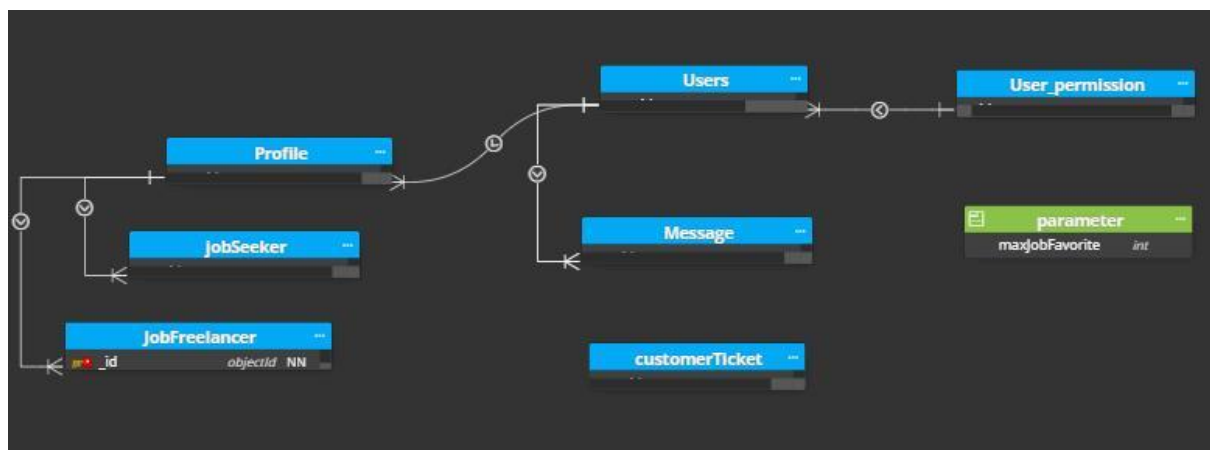 Users
User_permission
Profile
parameter
maxJobFavorite int
Message
jobSeeker
JobFreelancer
_id objectId NN
customerTicket